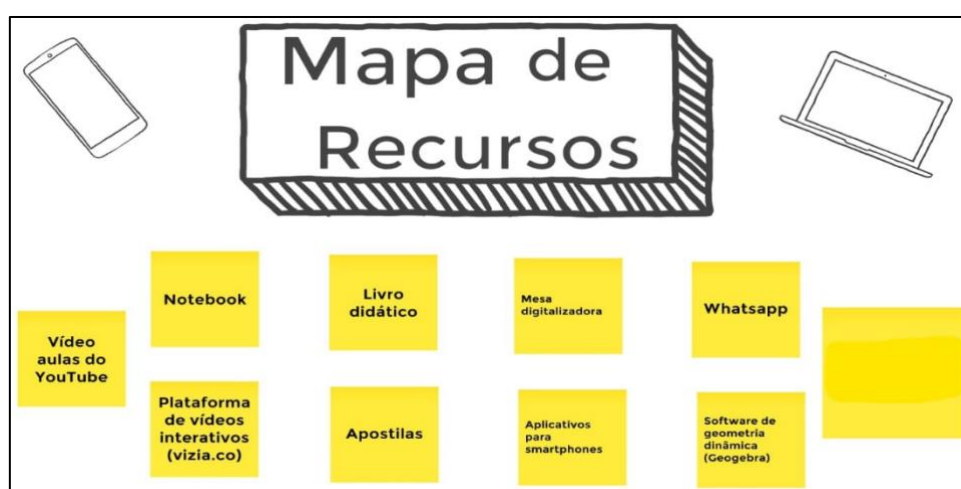 Mapa de
Recursos
Vídeo
aulas do
YouTube
Notebook
Livro
didático
Mesa
digitalizadora
Whatsapp
Plataforma
de vídeos
interativos
(vizia.co)
Apostilas
Aplicativos
para
smartphones
Software de
geometria
dinâmica
(Geogebra)